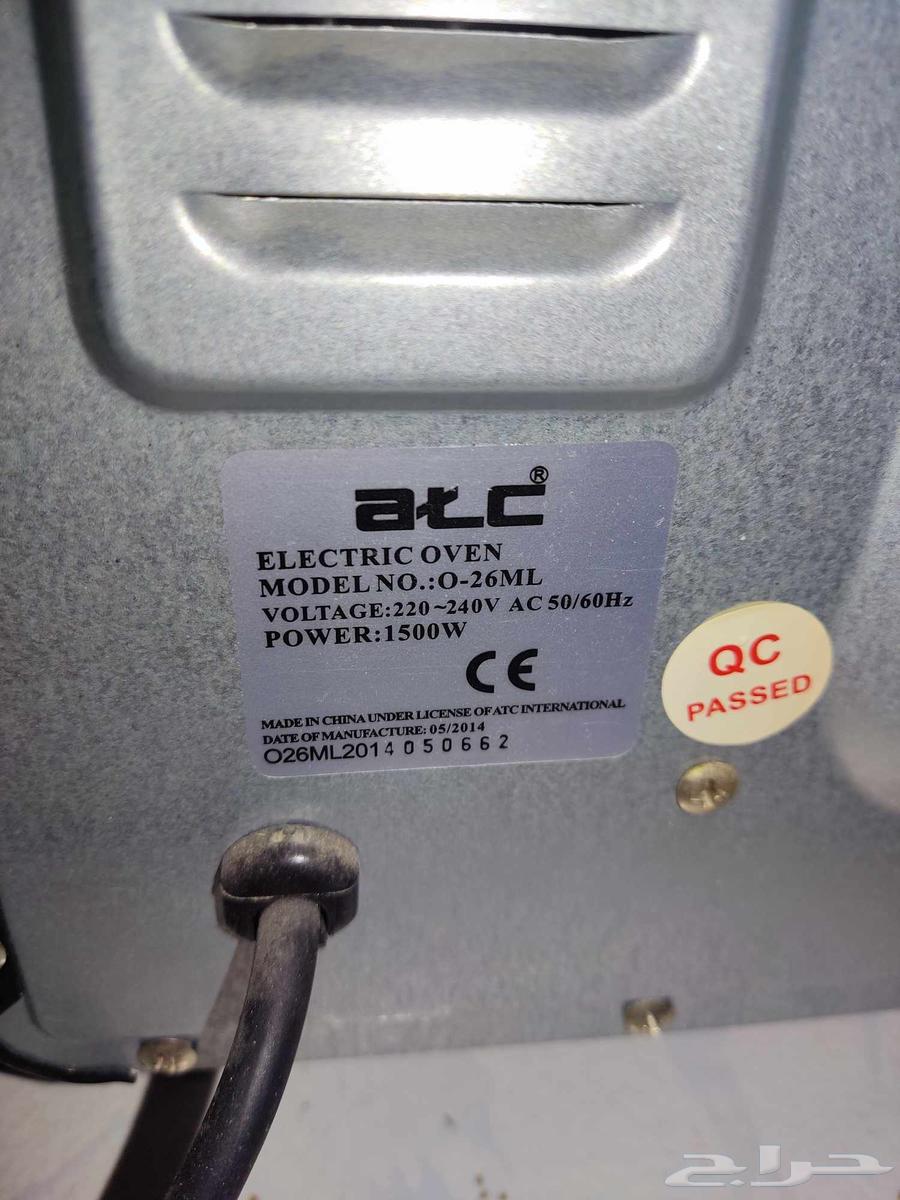 atc®
ELECTRIC OVEN
MODEL NO.:O-26ML
VOLTAGE:220~240V AC 50/60Hz
POWER:1500W
CE
MADE IN CHINA UNDER LICENSE OF ATC INTERNATIONAL
DATE OF MANUFACTURE: 05/2014
O26ML2014050662
QC
PASSED
حراج